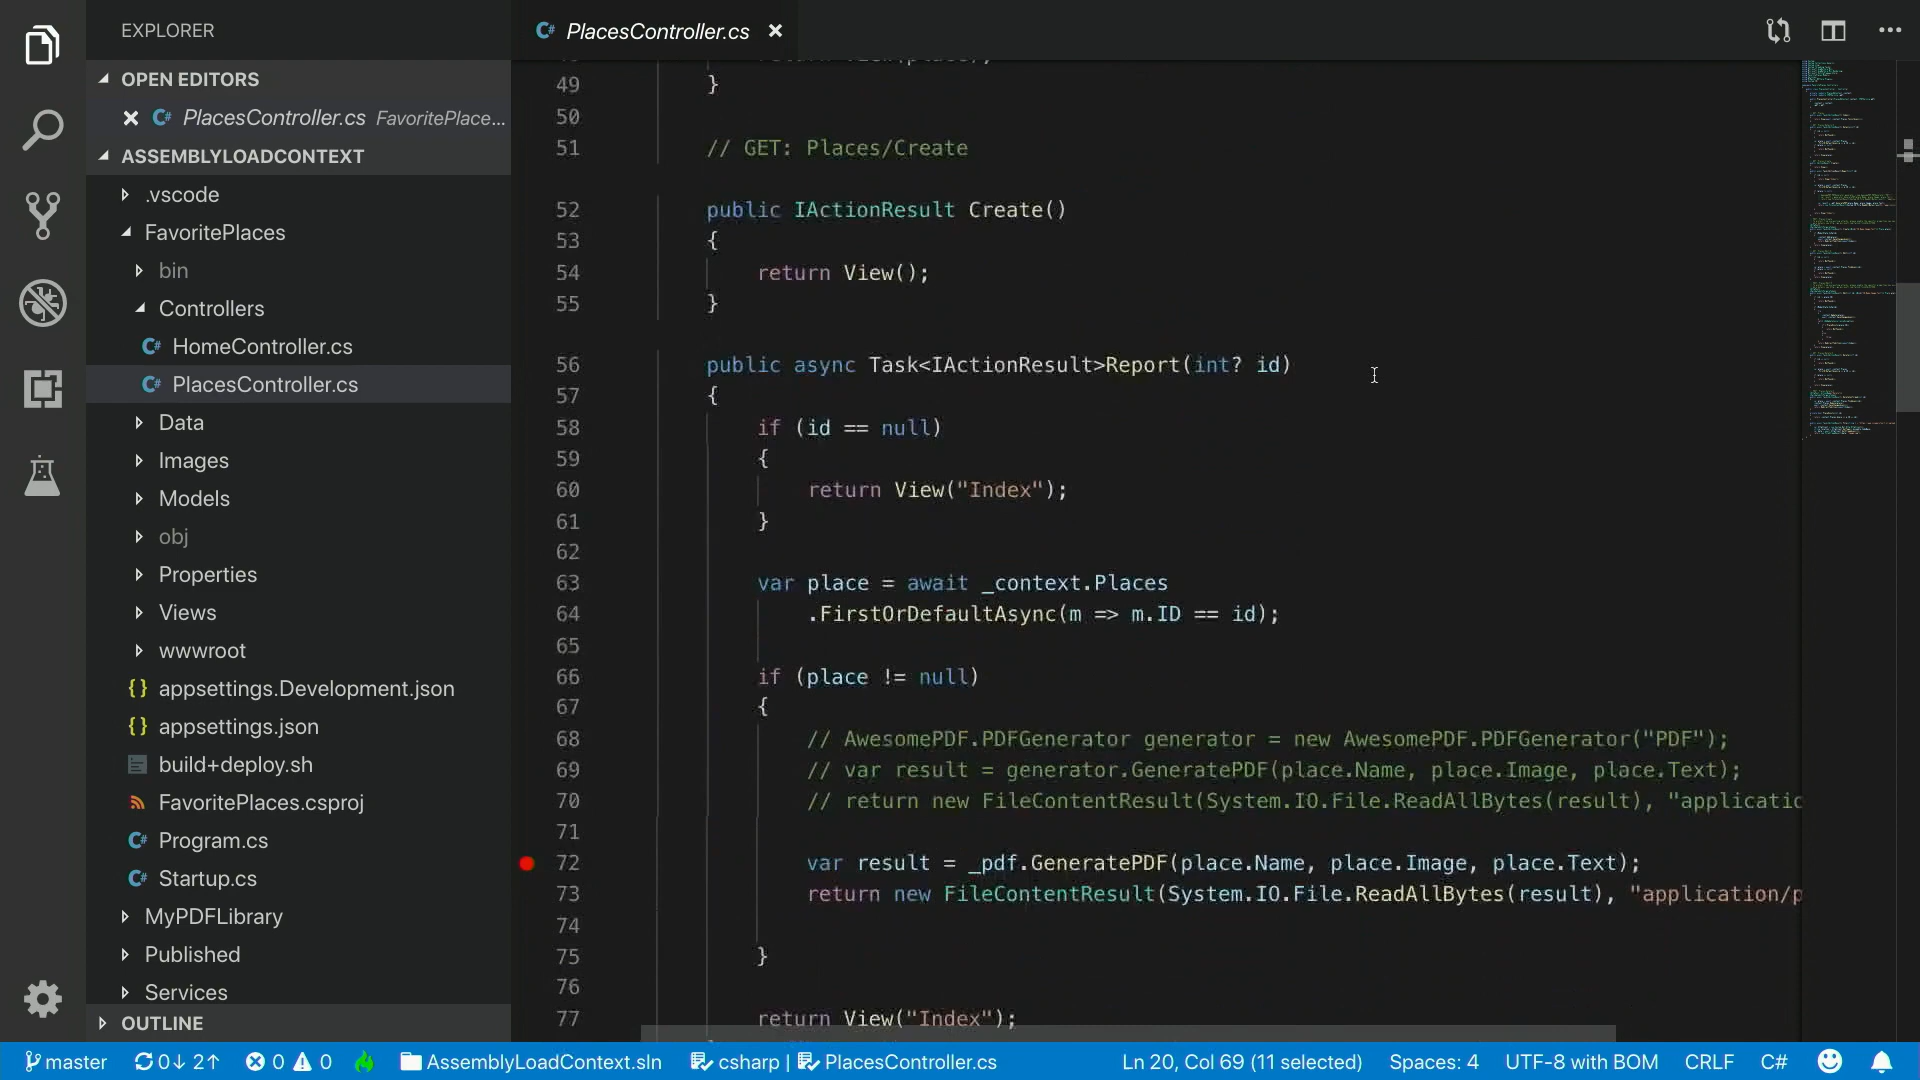 EXPLORER
OPEN EDITORS
PlacesController.cs FavoritePlace...
ASSEMBLYLOADCONTEXT
.vscode
FavoritePlaces
bin
Controllers
C# HomeController.cs
C# PlacesController.cs
Data
Images
Models
obj
Properties
Views
wwwroot
{} appsettings.Development.json
{} appsettings.json
build+deploy.sh
FavoritePlaces.csproj
C# Program.cs
C# Startup.cs
MyPDFLibrary
Published
Services
OUTLINE
C# PlacesController.cs
49 }
50
51 // GET: Places/Create
52 public IActionResult Create()
53 {
54 return View();
55 }
56 public async Task<IActionResult>Report(int? id)
57 {
58 if (id == null)
59 {
60 return View("Index");
61 }
62
63 var place = await _context.Places
64 .FirstOrDefaultAsync(m => m.ID == id);
65
66 if (place != null)
67 {
68 // AwesomePDF.PDFGenerator generator = new AwesomePDF.PDFGenerator("PDF");
69 // var result = generator.GeneratePDF(place.Name, place.Image, place.Text);
70 // return new FileContentResult(System.IO.File.ReadAllBytes(result), "applicatic
71
72 var result = _pdf.GeneratePDF(place.Name, place.Image, place.Text);
73 return new FileContentResult(System.IO.File.ReadAllBytes(result), "application/p
74
75 }
76
77 return View("Index");
master 0↓ 2↑ 0 0 AssemblyLoadContext.sln csharp | PlacesController.cs Ln 20, Col 69 (11 selected) Spaces: 4 UTF-8 with BOM CRLF C#